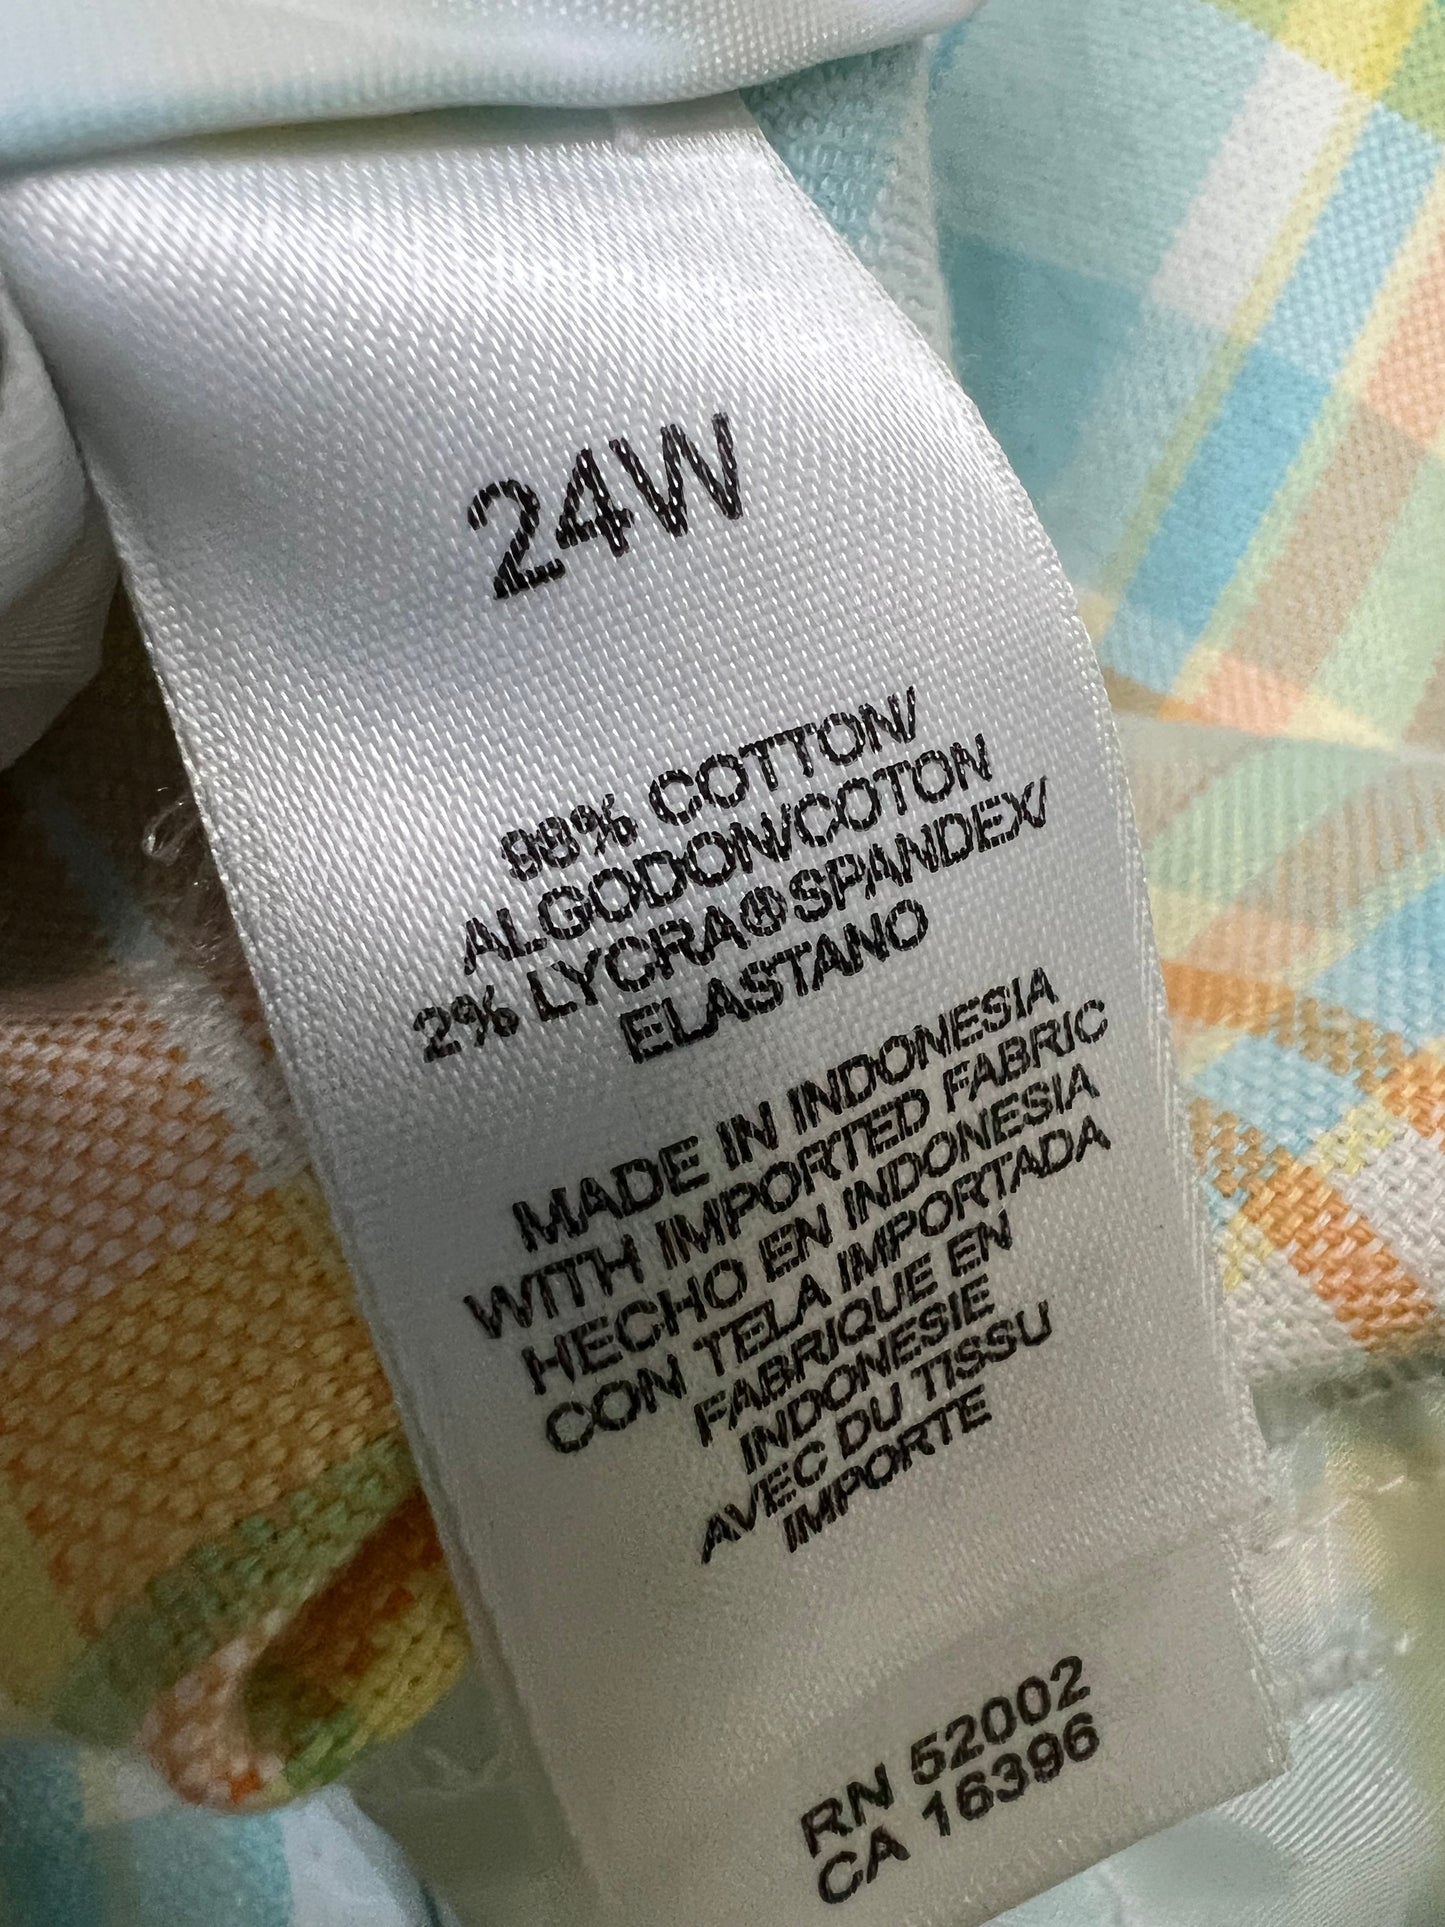 24W
98% COTTON/
ALGODON/COTON
2% LYCRA®SPANDEX/
ELASTANO
MADE IN INDONESIA
WITH IMPORTED FABRIC
HECHO EN INDONESIA
CON TELA IMPORTADA
FABRIQUE EN
INDONESIE
AVEC DU TISSU
IMPORTE
RN 52002
CA 16396